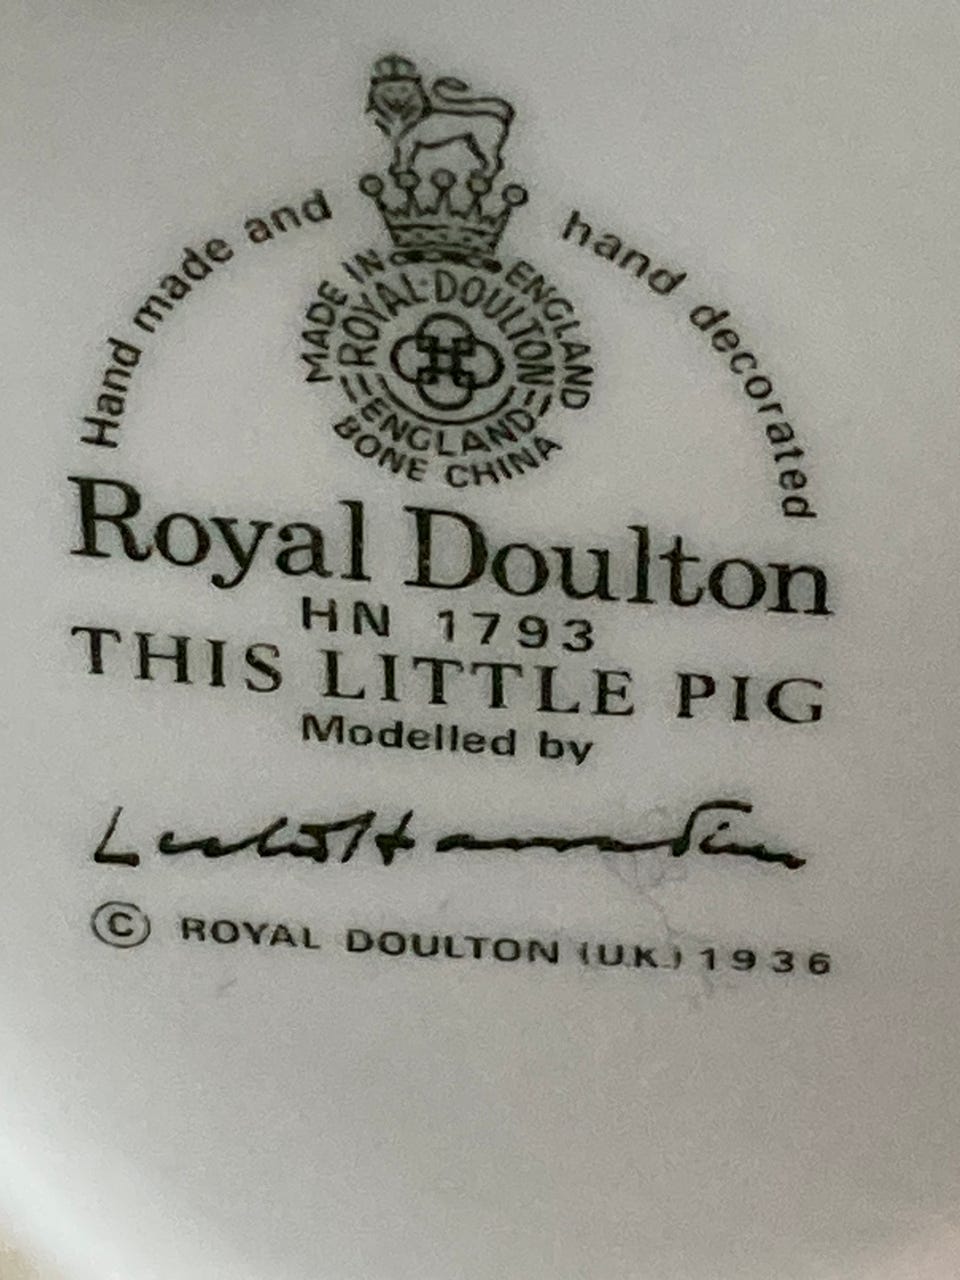 Hand made and hand decorated
MADE IN ENGLAND
ROYAL·DOULTON
ENGLAND
BONE CHINA
Royal Doulton
HN 1793
THIS LITTLE PIG
Modelled by
© ROYAL DOULTON (U.K.) 1936